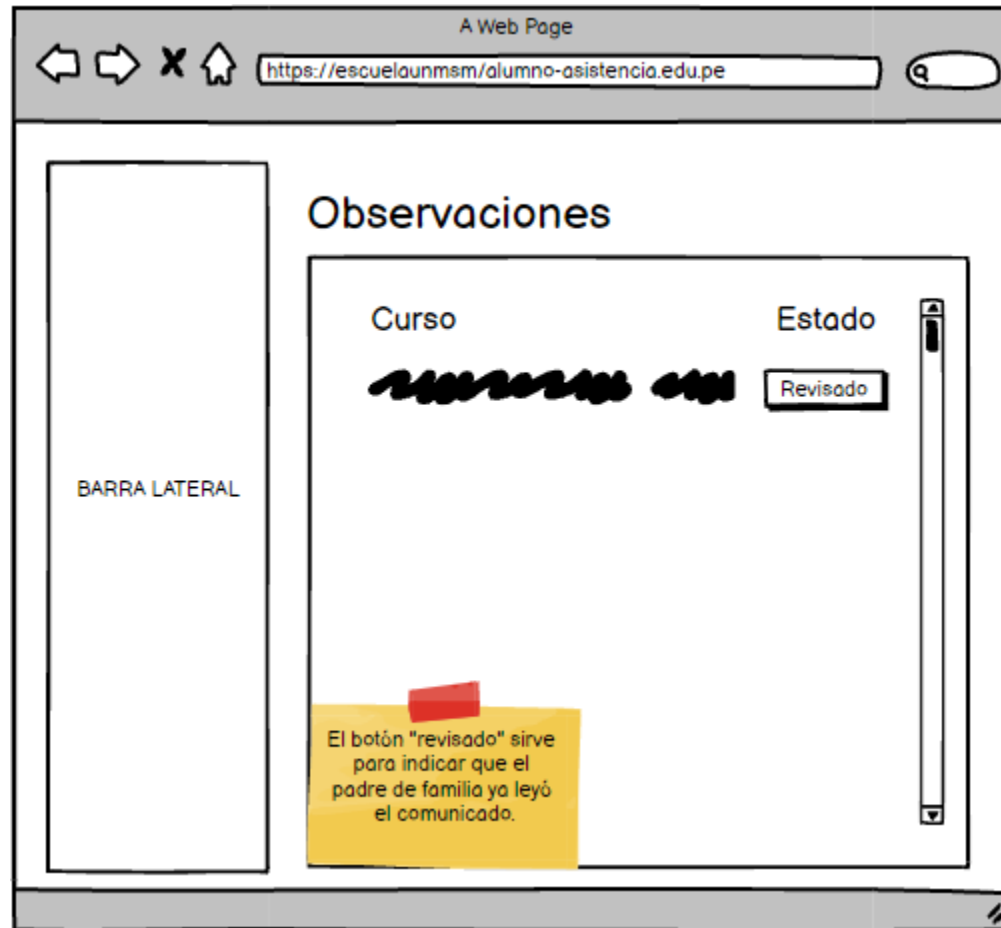 A Web Page
https://escuelaunmsm/alumno-asistencia.edu.pe
Observaciones
Curso
Estado
Revisado
BARRA LATERAL
El botón "revisado" sirve
para indicar que el
padre de familia ya leyó
el comunicado.